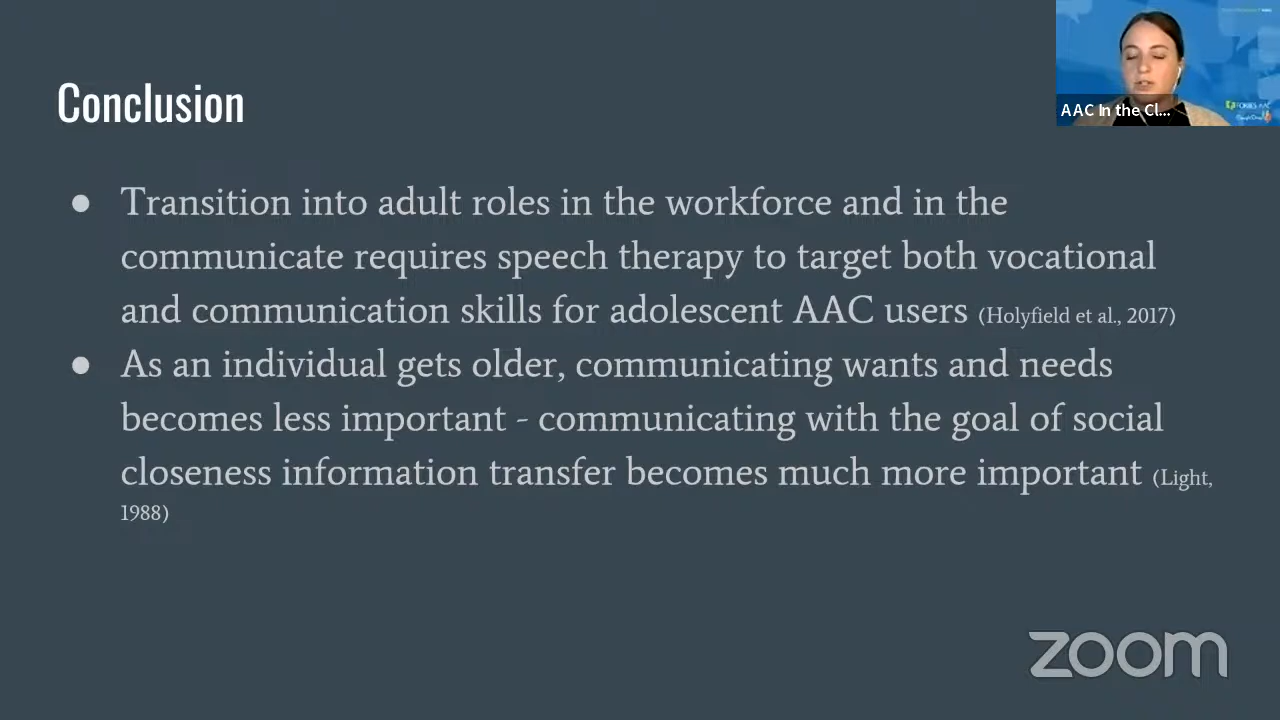 Conclusion
● Transition into adult roles in the workforce and in the
communicate requires speech therapy to target both vocational
and communication skills for adolescent AAC users (Holyfield et al., 2017)
● As an individual gets older, communicating wants and needs
becomes less important - communicating with the goal of social
closeness information transfer becomes much more important (Light,
1988)
AAC In the Cl...
FORBES AAC
zoom